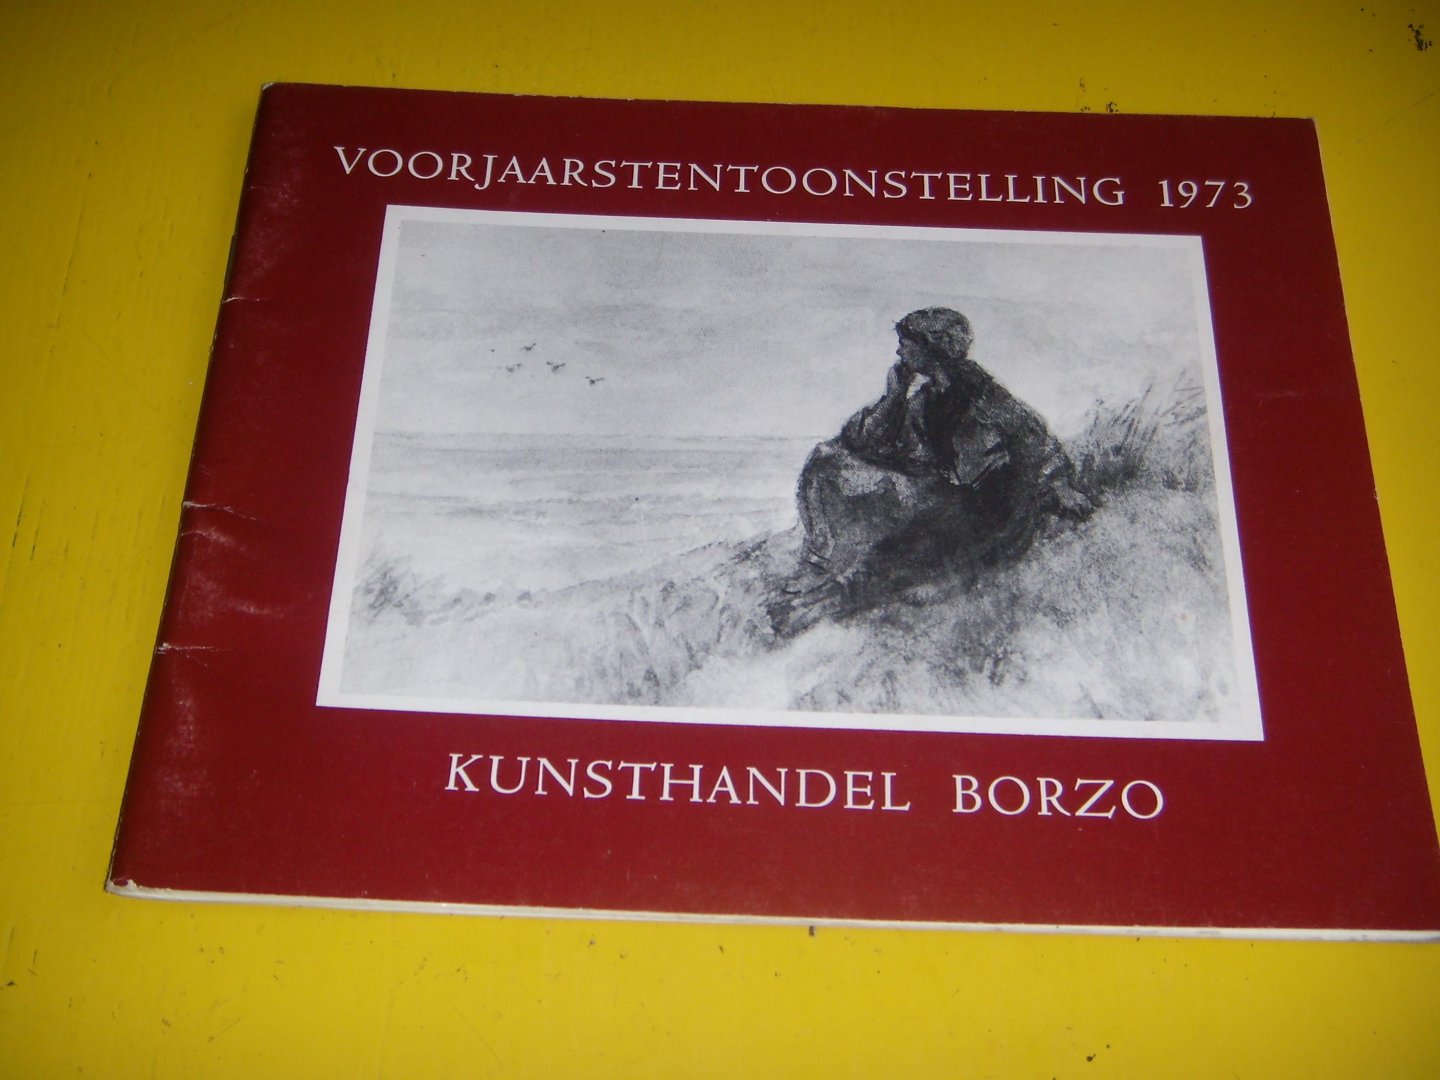 VOORJAARSTENTOONSTELLING 1973
KUNSTHANDEL BORZO